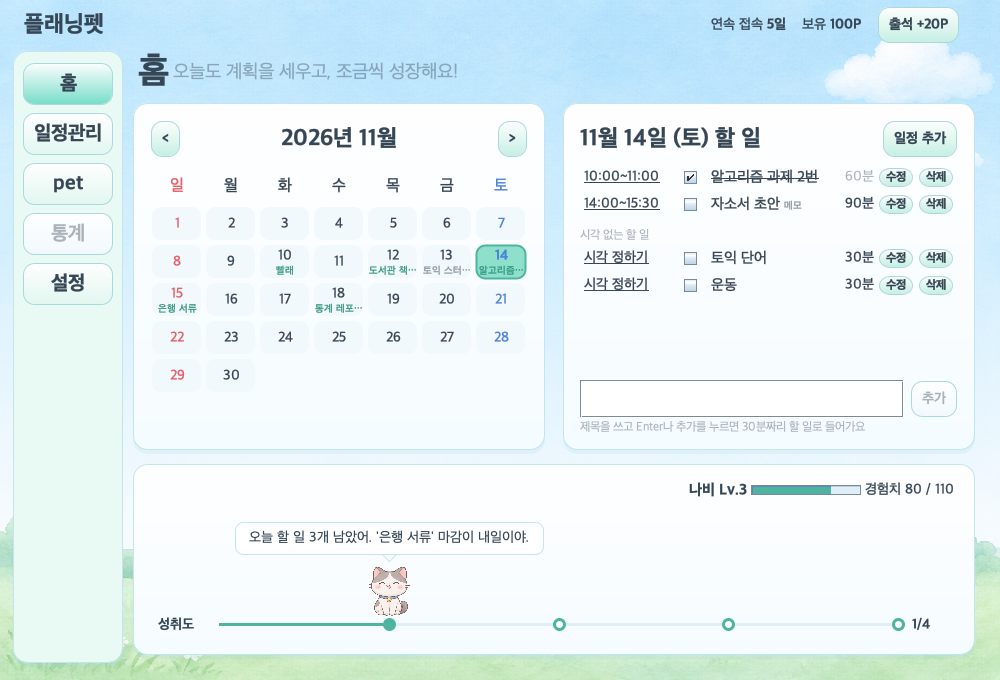 플래닝펫
연속 접속 5일 보유 100P 출석 +20P
홈
일정관리
pet
통계
설정
홈 오늘도 계획을 세우고, 조금씩 성장해요!
< 2026년 11월 >
일 월 화 수 목 금 토
1 2 3 4 5 6 7
8 9 10 11 12 13 14
빨래 도서관 책··· 토익 스터··· 알고리즘···
15 16 17 18 19 20 21
은행 서류 통계 레포···
22 23 24 25 26 27 28
29 30
11월 14일 (토) 할 일 일정 추가
10:00~11:00 알고리즘 과제 2번 60분 수정 삭제
14:00~15:30 자소서 초안 메모 90분 수정 삭제
시각 없는 할 일
시각 정하기 토익 단어 30분 수정 삭제
시각 정하기 운동 30분 수정 삭제
추가
제목을 쓰고 Enter나 추가를 누르면 30분짜리 할 일로 들어가요
나비 Lv.3 경험치 80 / 110
오늘 할 일 3개 남았어. '은행 서류' 마감이 내일이야.
성취도 1/4